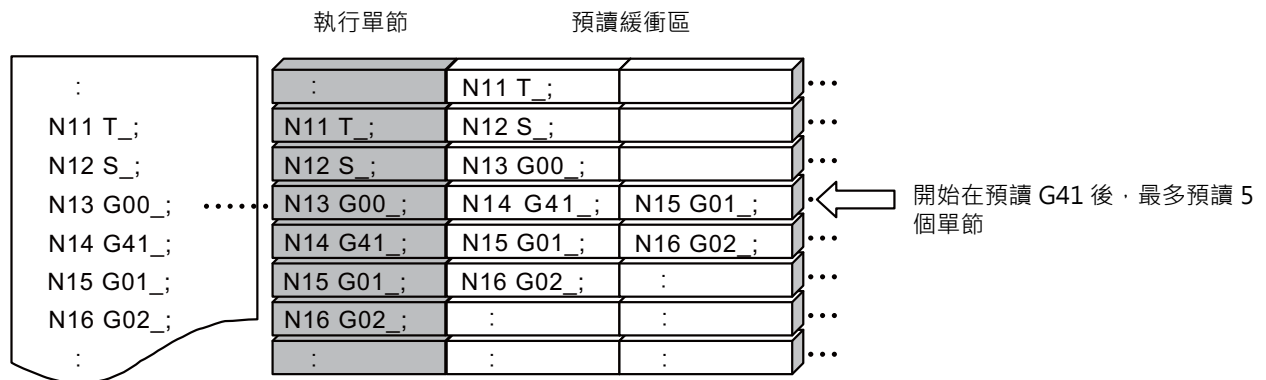 執行單節 預讀緩衝區
:
N11 T_;
N12 S_;
N13 G00_; ······
N14 G41_;
N15 G01_;
N16 G02_;
:
: N11 T_; ···
N11 T_; N12 S_; ···
N12 S_; N13 G00_; ···
N13 G00_; N14 G41_; N15 G01_; ·
N14 G41_; N15 G01_; N16 G02_; ···
N15 G01_; N16 G02_; : ···
N16 G02_; : : ···
: : : ···
開始在預讀 G41 後，最多預讀 5
個單節